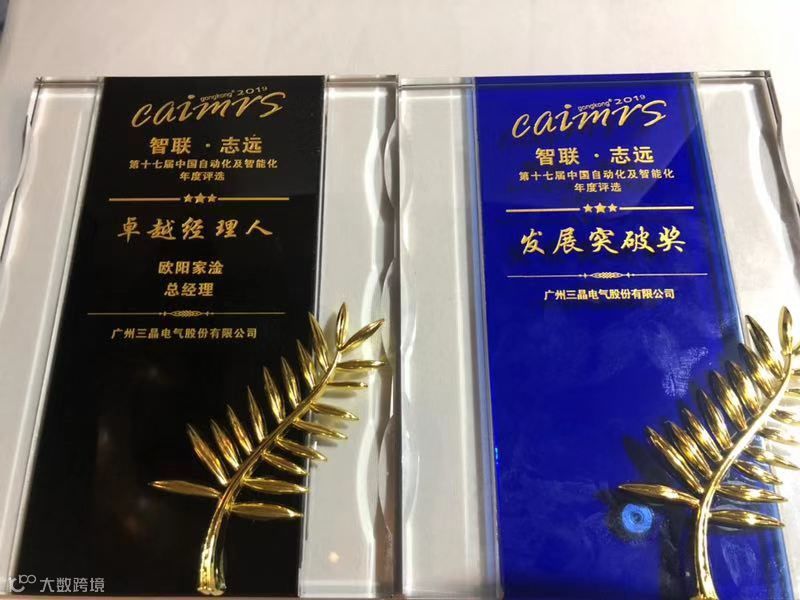 gongkong® 2019
caimrs
智联·志远
第十七届中国自动化及智能化
年度评选
卓越经理人
欧阳家淦
总经理
广州三晶电气股份有限公司
gongkong® 2019
caimrs
智联·志远
第十七届中国自动化及智能化
年度评选
发展突破奖
广州三晶电气股份有限公司
大数跨境